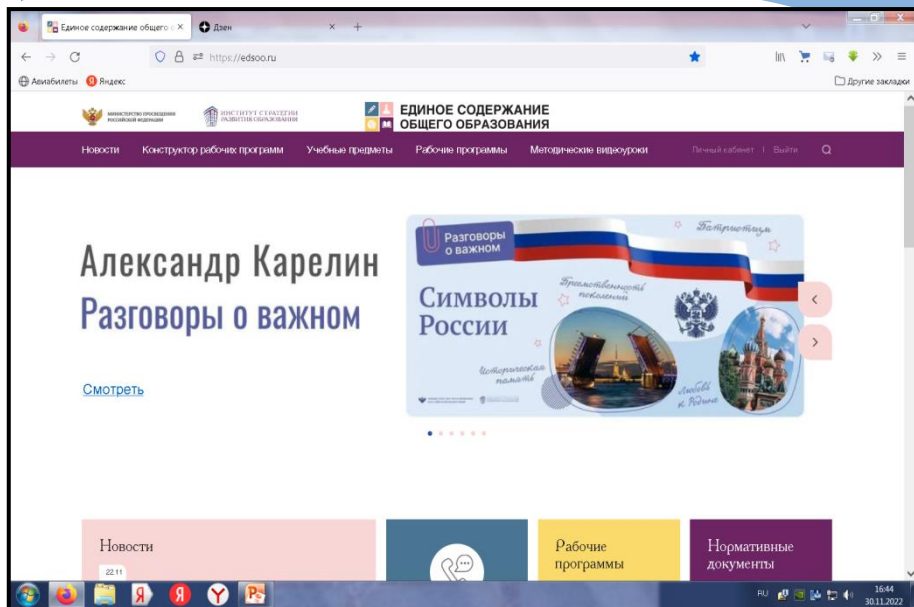 Единое содержание общего с
Дзен
https://edsoo.ru
Авиабилеты Яндекс
Другие закладки
МИНИСТЕРСТВО ПРОСВЕЩЕНИЯ
РОССИЙСКОЙ ФЕДЕРАЦИИ
ИНСТИТУТ СТРАТЕГИИ
РАЗВИТИЯ ОБРАЗОВАНИЯ
ЕДИНОЕ СОДЕРЖАНИЕ
ОБЩЕГО ОБРАЗОВАНИЯ
Новости Конструктор рабочих программ Учебные предметы Рабочие программы Методические видеоуроки Личный кабинет | Выйти
Александр Карелин
Разговоры о важном
Смотреть
Разговоры
о важном
Патриотизм
Преемственность
поколений
Символы
России
Историческая
память
Любовь
к Родине
Новости
22.11
Рабочие
программы
Нормативные
документы
RU
16:44
30.11.2022